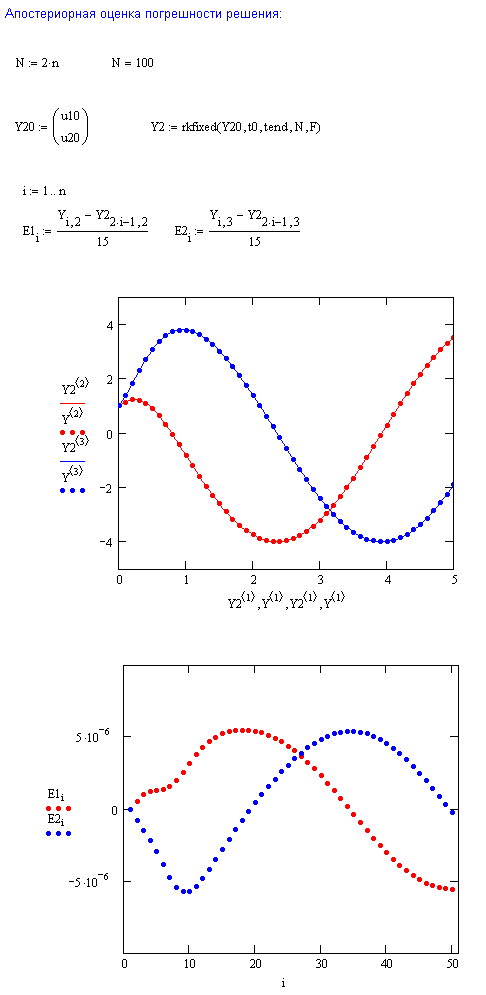 Апостериорная оценка погрешности решения:
N := 2·n N = 100
Y20 := (u10 u20) Y2 := rkfixed(Y20, t0, tend, N, F)
i := 1.. n
E1i := (Yi,2 − Y22·i−1,2) / 15 E2i := (Yi,3 − Y22·i−1,3) / 15
4
2
0
−2
−4
Y2⟨2⟩
Y⟨2⟩
Y2⟨3⟩
Y⟨3⟩
0 1 2 3 4 5
Y2⟨1⟩, Y⟨1⟩, Y2⟨1⟩, Y⟨1⟩
5·10−6
0
−5·10−6
E1i
E2i
0 10 20 30 40 50
i